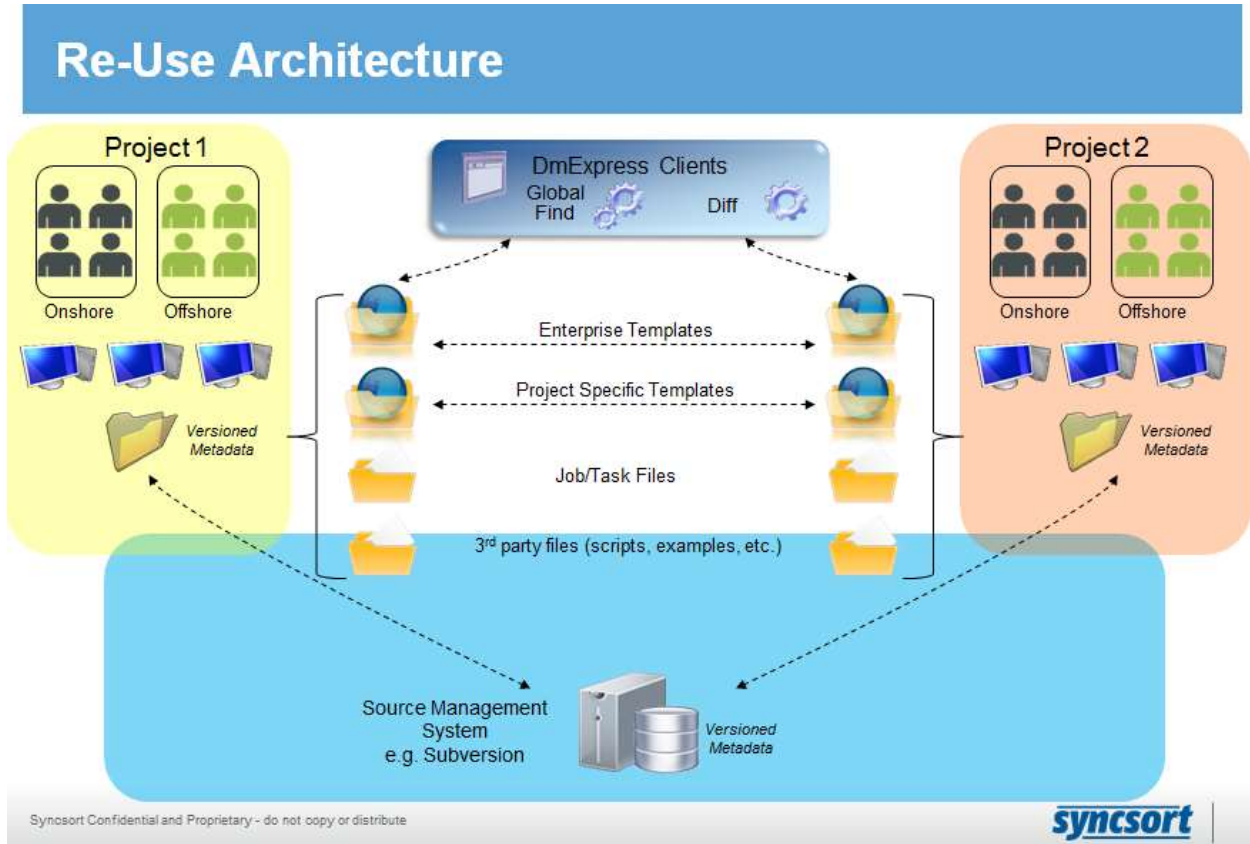 Re-Use Architecture
Project 1
Onshore
Offshore
Versioned
Metadata
DmExpress Clients
Global
Find
Diff
Enterprise Templates
Project Specific Templates
Job/Task Files
3rd party files (scripts, examples, etc.)
Project 2
Onshore
Offshore
Versioned
Metadata
Source Management
System
e.g. Subversion
Versioned
Metadata
Syncsort Confidential and Proprietary - do not copy or distribute
syncsort